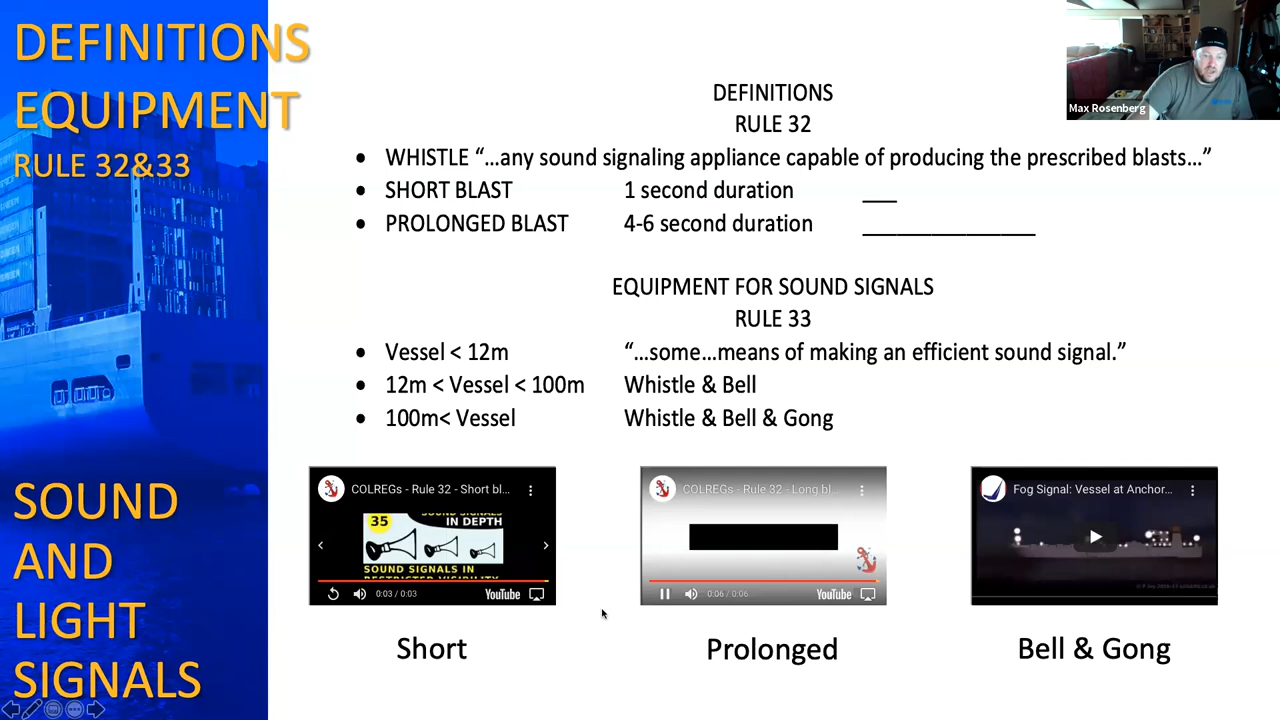 DEFINITIONS
EQUIPMENT
RULE 32&33
SOUND
AND
LIGHT
SIGNALS
Max Rosenberg
DEFINITIONS
RULE 32
• WHISTLE “…any sound signaling appliance capable of producing the prescribed blasts…”
• SHORT BLAST 1 second duration ___
• PROLONGED BLAST 4-6 second duration _______________
EQUIPMENT FOR SOUND SIGNALS
RULE 33
• Vessel < 12m “…some…means of making an efficient sound signal.”
• 12m < Vessel < 100m Whistle & Bell
• 100m< Vessel Whistle & Bell & Gong
COLREGs - Rule 32 - Short bl...
35
SOUND SIGNALS
IN DEPTH
SOUND SIGNALS IN
RESTRICTED VISIBILITY
0:03 / 0:03
YouTube
Short
COLREGs - Rule 32 - Long bl...
0:06 / 0:06
YouTube
Prolonged
Fog Signal: Vessel at Anchor...
Bell & Gong